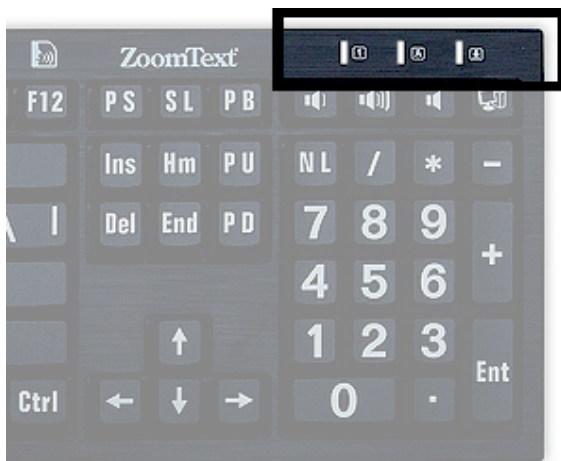 ZoomText 1 A
F12 PS SL PB
Ins Hm PU NL / * -
Del End PD 7 8 9 +
4 5 6
1 2 3
Ctrl 0 . Ent